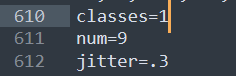 610 classes=1
611 num=9
612 jitter=.3